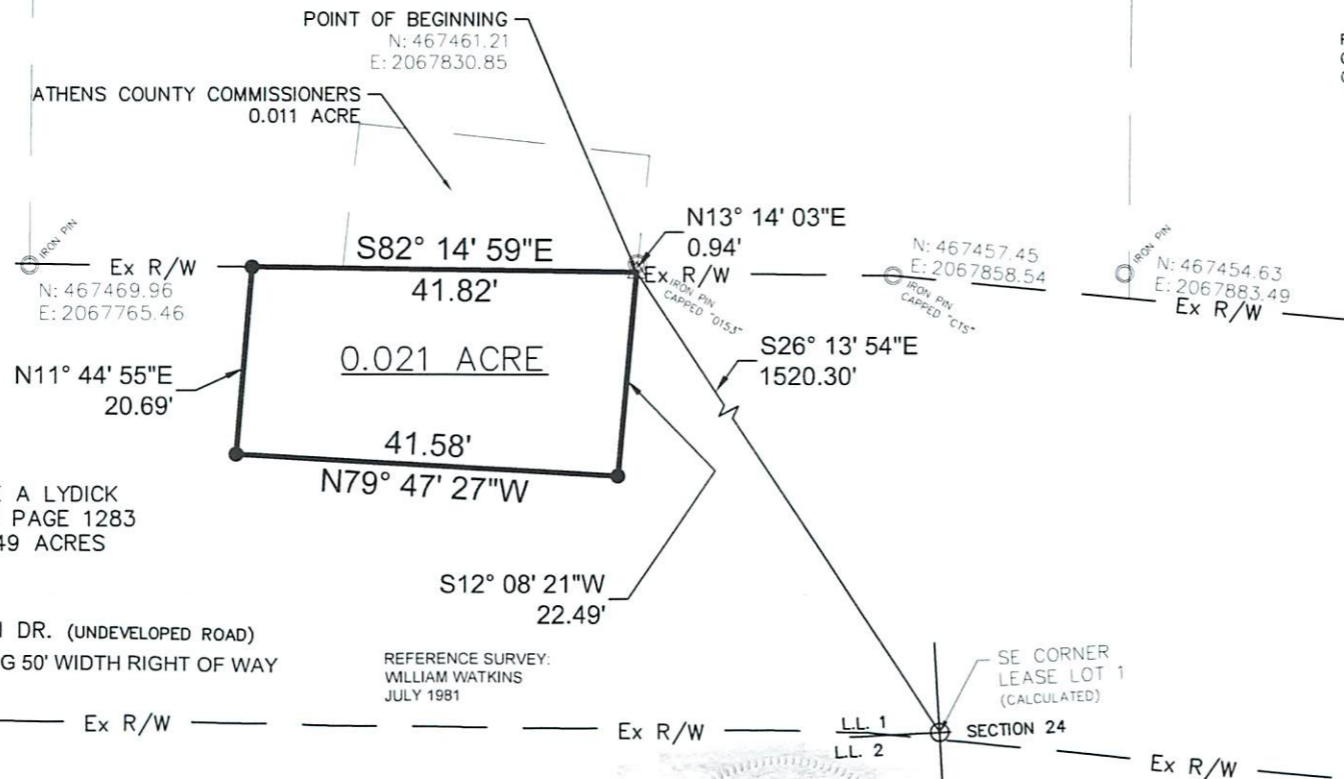 POINT OF BEGINNING
N: 467461.21
E: 2067830.85
ATHENS COUNTY COMMISSIONERS
0.011 ACRE
IRON PIN
Ex R/W
N: 467469.96
E: 2067765.46
S82° 14' 59"E
41.82'
N13° 14' 03"E
0.94'
Ex R/W
IRON PIN
CAPPED "0153"
N: 467457.45
E: 2067858.54
IRON PIN
CAPPED "CTS"
IRON PIN
N: 467454.63
E: 2067883.49
Ex R/W
N11° 44' 55"E
20.69'
0.021 ACRE
S26° 13' 54"E
1520.30'
41.58'
N79° 47' 27"W
A LYDICK
PAGE 1283
49 ACRES
S12° 08' 21"W
22.49'
DR. (UNDEVELOPED ROAD)
G 50' WIDTH RIGHT OF WAY
REFERENCE SURVEY:
WILLIAM WATKINS
JULY 1981
SE CORNER
LEASE LOT 1
(CALCULATED)
Ex R/W
Ex R/W
L.L. 1
L.L. 2
SECTION 24
Ex R/W